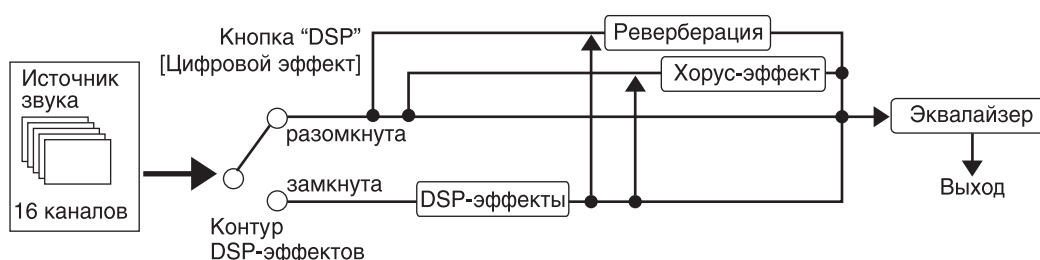 Кнопка “DSP”
[Цифровой эффект]
Источник
звука
16 каналов
разомкнута
замкнута
Контур
DSP-эффектов
DSP-эффекты
Реверберация
Хорус-эффект
Эквалайзер
Выход